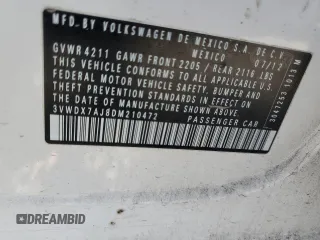 MFD.BY VOLKSWAGEN DE MEXICO S.A. DE C.V.
MEXICO 07/12
GVWR 4211 GAWR FRONT 2205 / REAR 2116 LBS
THIS VEHICLE CONFORMS TO ALL APPLICABLE
FEDERAL MOTOR VEHICLE SAFETY, BUMPER AND
THEFT PREVENTION STANDARDS IN EFFECT ON THE
DATE OF MANUFACTURE SHOWN ABOVE.
3VWDX7AJ8DM210472 PASSENGER CAR
DREAMBID